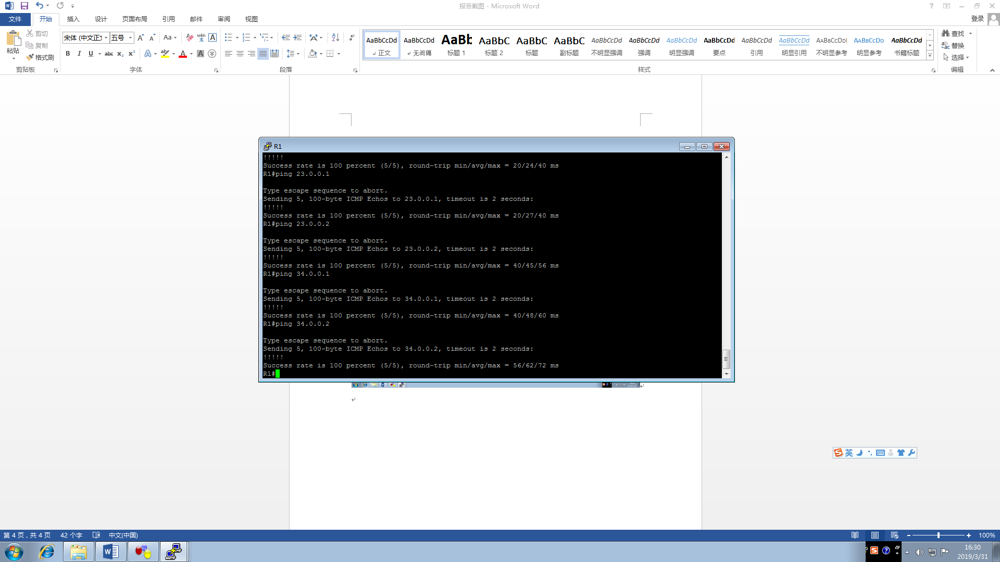 报告截图 - Microsoft Word
文件 开始 插入 设计 页面布局 引用 邮件 审阅 视图 登录
粘贴 剪切 复制 格式刷 剪贴板
宋体 (中文正 五号 Aa wén A
B I U abc x₂ x² A A A 字
字体
段落
AaBbCcDd AaBbCcDd AaBb AaBbC AaBbC AaBbC AaBbCcDd AaBbCcDd AaBbCcDd AaBbCcDd AaBbCcDd AaBbCcDd AaBbCcDd AaBbCcDd AaBbCcDd
正文 无间隔 标题 1 标题 2 标题 副标题 不明显强调 强调 明显强调 要点 引用 明显引用 不明显参考 明显参考 书籍标题
样式
查找 替换 选择 编辑
R1
!!!!!
Success rate is 100 percent (5/5), round-trip min/avg/max = 20/24/40 ms
R1#ping 23.0.0.1
Type escape sequence to abort.
Sending 5, 100-byte ICMP Echos to 23.0.0.1, timeout is 2 seconds:
!!!!!
Success rate is 100 percent (5/5), round-trip min/avg/max = 20/27/40 ms
R1#ping 23.0.0.2
Type escape sequence to abort.
Sending 5, 100-byte ICMP Echos to 23.0.0.2, timeout is 2 seconds:
!!!!!
Success rate is 100 percent (5/5), round-trip min/avg/max = 40/45/56 ms
R1#ping 34.0.0.1
Type escape sequence to abort.
Sending 5, 100-byte ICMP Echos to 34.0.0.1, timeout is 2 seconds:
!!!!!
Success rate is 100 percent (5/5), round-trip min/avg/max = 40/48/60 ms
R1#ping 34.0.0.2
Type escape sequence to abort.
Sending 5, 100-byte ICMP Echos to 34.0.0.2, timeout is 2 seconds:
!!!!!
Success rate is 100 percent (5/5), round-trip min/avg/max = 56/62/72 ms
R1#
英
第 4 页，共 4 页 42 个字 中文(中国) 100%
16:30
2019/3/31